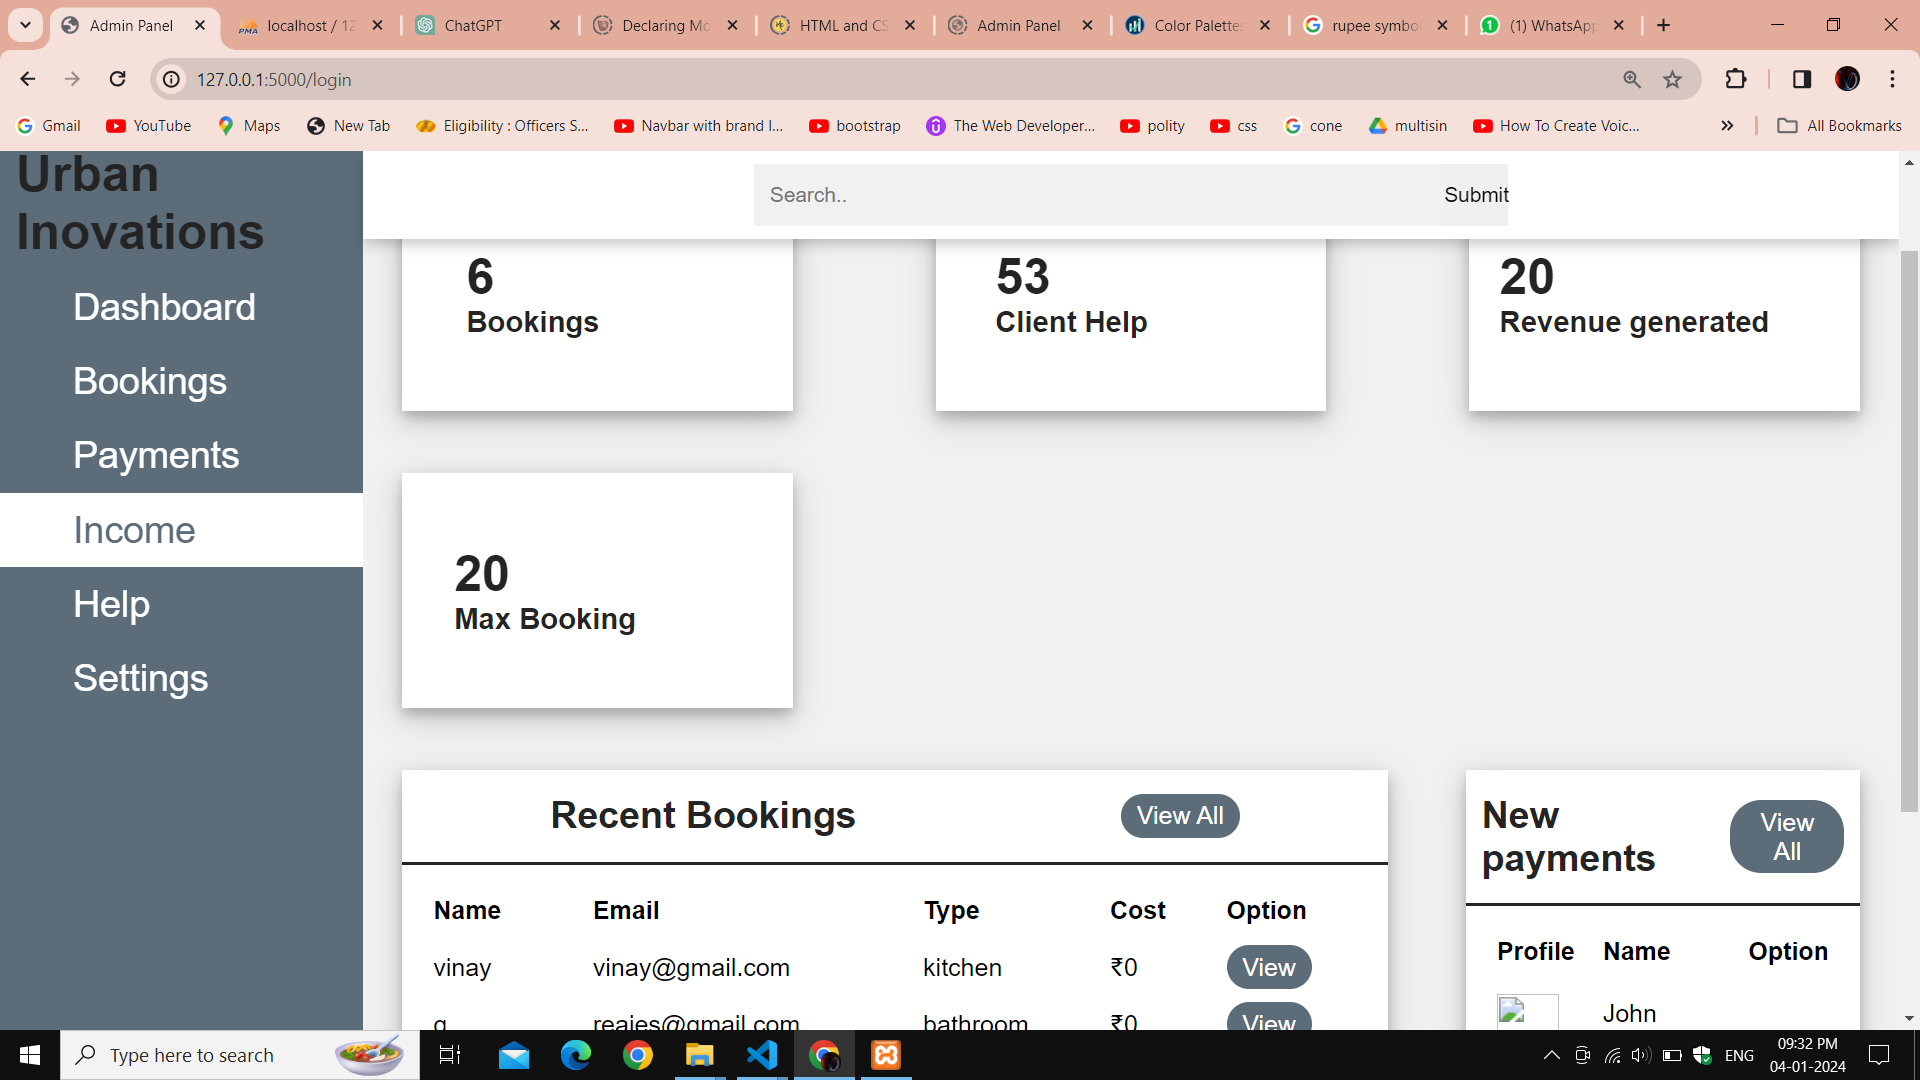 Admin Panel
localhost / 12
ChatGPT
Declaring Mo
HTML and CS
Admin Panel
Color Palette
rupee symbo
(1) WhatsApp
127.0.0.1:5000/login
Gmail
YouTube
Maps
New Tab
Eligibility : Officers S...
Navbar with brand I...
bootstrap
The Web Developer...
polity
css
cone
multisin
How To Create Voic...
All Bookmarks
Urban
Inovations
Dashboard
Bookings
Payments
Income
Help
Settings
Search..
Submit
6
Bookings
53
Client Help
20
Revenue generated
20
Max Booking
Recent Bookings
View All
Name Email Type Cost Option
vinay vinay@gmail.com kitchen ₹0 View
bathroom ₹0 View
New
payments
View
All
Profile Name Option
John
Type here to search
ENG
09:32 PM
04-01-2024